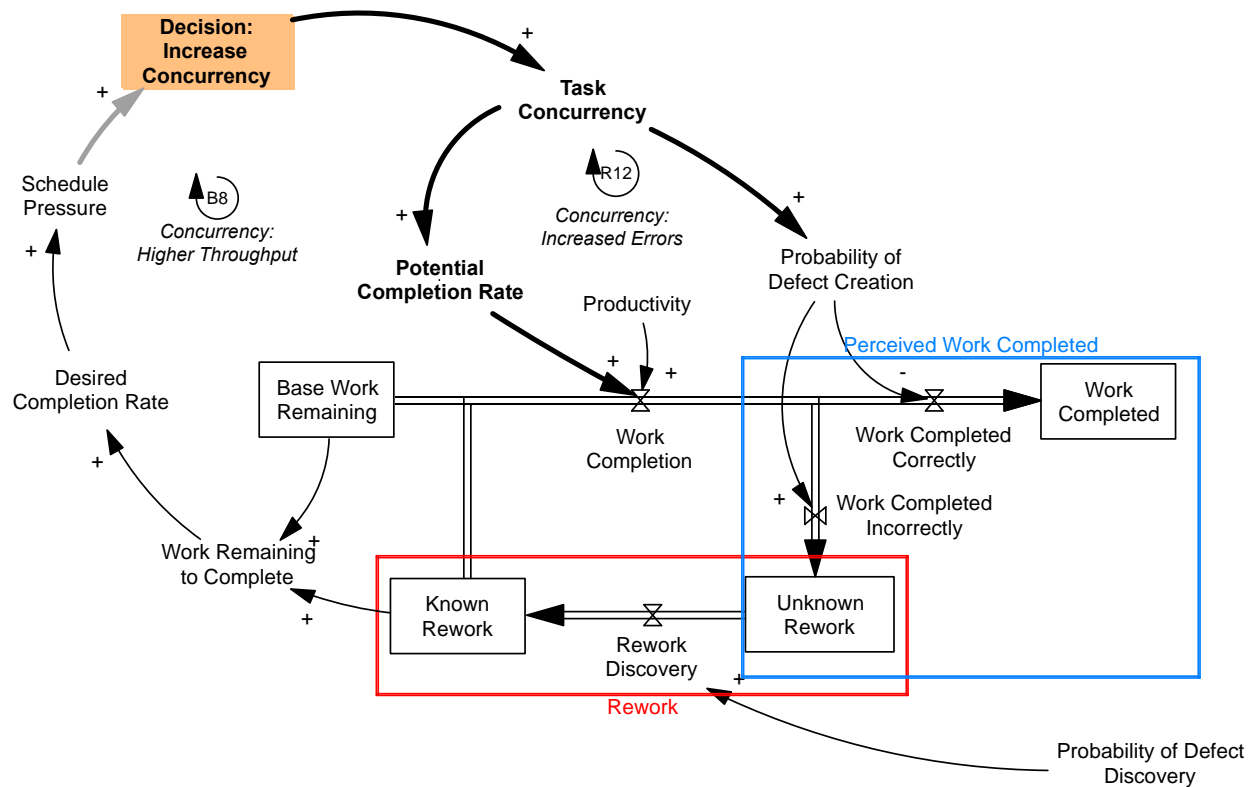 Decision:
Increase
Concurrency
+
+
Task
Concurrency
Schedule
Pressure
+
B8
Concurrency:
Higher Throughput
R12
Concurrency:
Increased Errors
+
+
Potential
Completion Rate
Probability of
Defect Creation
Productivity
Perceived Work Completed
Desired
Completion Rate
+
Base Work
Remaining
+
+
-
Work
Completed
Work
Completion
Work Completed
Correctly
+
Work Completed
Incorrectly
Work Remaining
to Complete
+
+
Known
Rework
Rework
Discovery
Unknown
Rework
+
Rework
Probability of Defect
Discovery